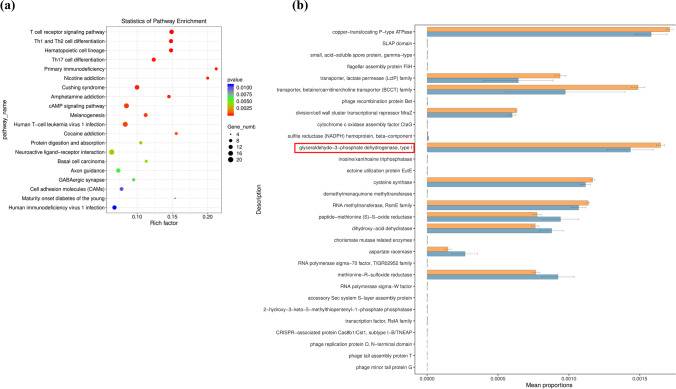 (a)
Statistics of Pathway Enrichment
pathway_name
T cell receptor signaling pathway
Th1 and Th2 cell differentiation
Hematopoietic cell lineage
Th17 cell differentiation
Primary immunodeficiency
Nicotine addiction
Cushing syndrome
Amphetamine addiction
cAMP signaling pathway
Melanogenesis
Human T-cell leukemia virus 1 infection
Cocaine addiction
Protein digestion and absorption
Neuroactive ligand-receptor interaction
Basal cell carcinoma
Axon guidance
GABAergic synapse
Cell adhesion molecules (CAMs)
Maturity onset diabetes of the young
Human immunodeficiency virus 1 infection
0.10 0.15 0.20
Rich factor
pvalue
0.0100
0.0075
0.0050
0.0025
Gene_numb
4
8
12
16
20
(b)
Description
copper-translocating P-type ATPase
SLAP domain
small, acid-soluble spore protein, gamma-type
flagellar assembly protein FliH
transporter, lactate permease (LctP) family
transporter, betaine/carnitine/choline transporter (BCCT) family
phage recombination protein Bet
division/cell wall cluster transcriptional repressor MraZ
cytochrome c oxidase assembly factor CtaG
sulfite reductase (NADPH) hemoprotein, beta-component
glyceraldehyde-3-phosphate dehydrogenase, type I
inosine/xanthosine triphosphatase
ectoine utilization protein EutE
cysteine synthase
demethylmenaquinone methyltransferase
RNA methyltransferase, RsmE family
peptide-methionine (S)-S-oxide reductase
dihydroxy-acid dehydratase
chorismate mutase related enzymes
aspartate racemase
RNA polymerase sigma-70 factor, TIGR02952 family
methionine-R-sulfoxide reductase
RNA polymerase sigma-W factor
accessory Sec system S-layer assembly protein
2-hydroxy-3-keto-5-methylthiopentenyl-1-phosphate phosphatase
transcription factor, RsfA family
CRISPR-associated protein Cas8b1/Cst1, subtype I-B/TNEAP
phage replication protein O, N-terminal domain
phage tail assembly protein T
phage minor tail protein G
0.0000 0.0005 0.0010 0.0015
Mean proportions